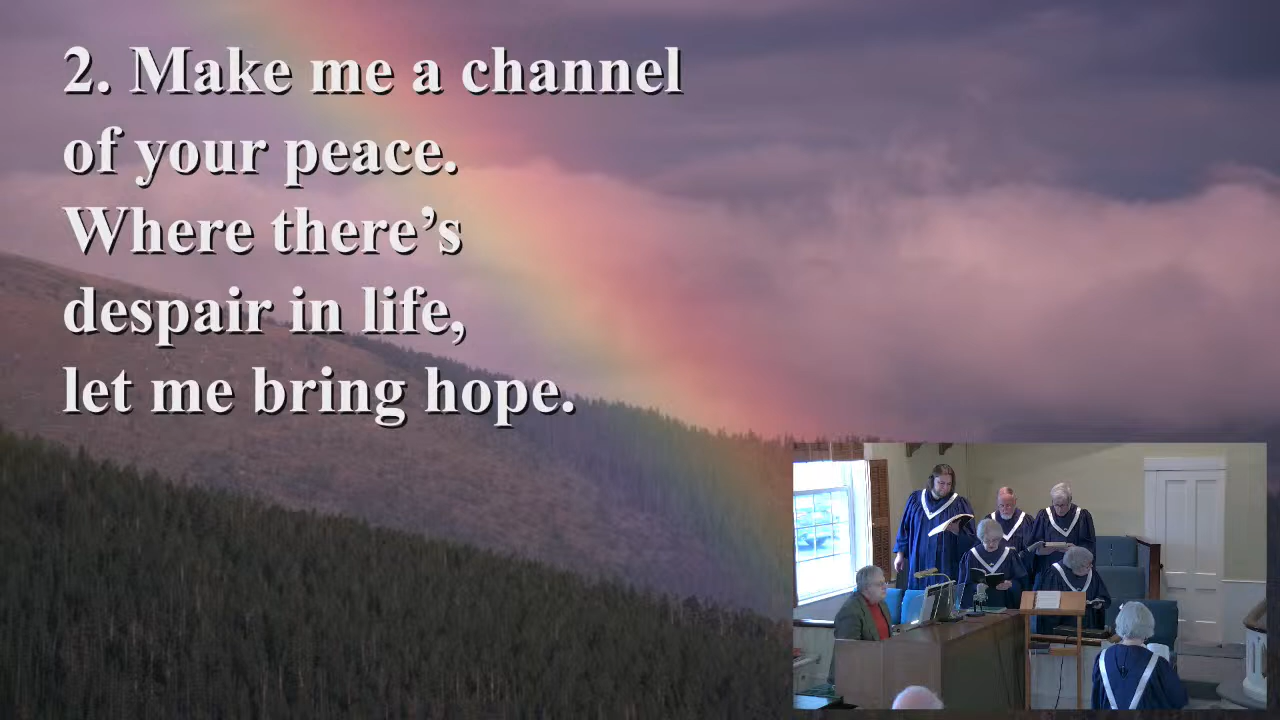 2. Make me a channel
of your peace.
Where there’s
despair in life,
let me bring hope.